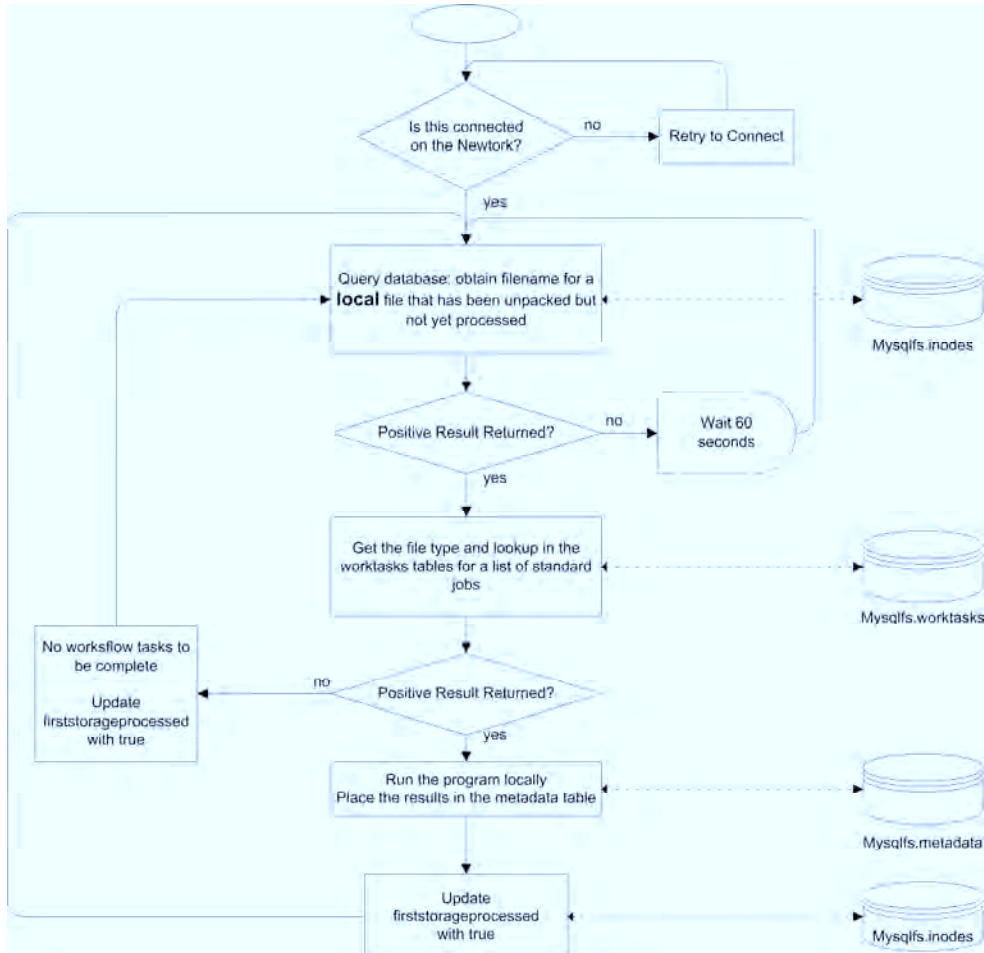 Is this connected
on the Newtork?
no
Retry to Connect
yes
Query database: obtain filename for a
local file that has been unpacked but
not yet processed
Mysqlfs.inodes
Positive Result Returned?
no
Wait 60
seconds
yes
Get the file type and lookup in the
worktasks tables for a list of standard
jobs
Mysqlfs.worktasks
No worksflow tasks to
be complete
Update
firststorageprocessed
with true
no
Positive Result Returned?
yes
Run the program locally
Place the results in the metadata table
Mysqlfs.metadata
Update
firststorageprocessed
with true
Mysqlfs.inodes